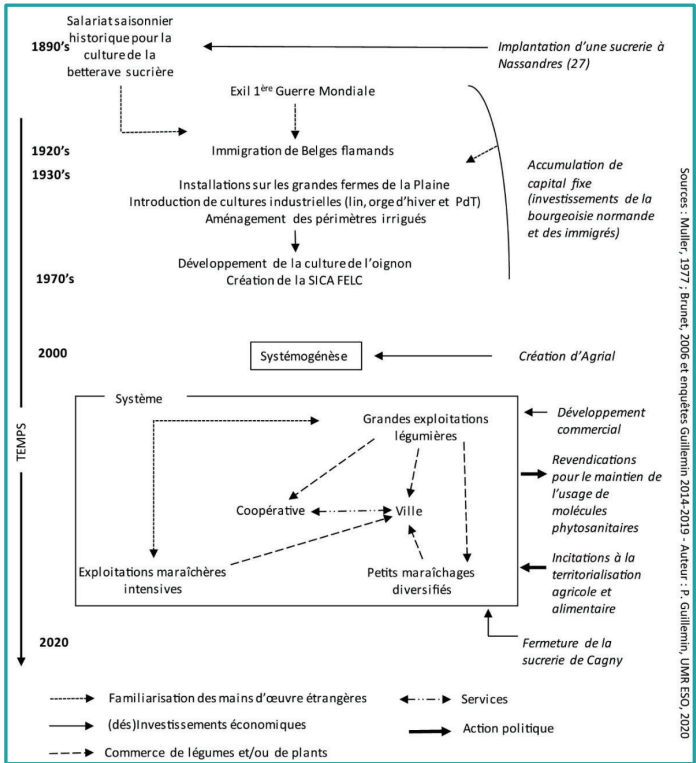 Salariat saisonnier
historique pour la
culture de la
betterave sucrière
1890's
Implantation d'une sucrerie à
Nassandres (27)
Exil 1ère Guerre Mondiale
1920's
Immigration de Belges flamands
1930's
Installations sur les grandes fermes de la Plaine
Introduction de cultures industrielles (lin, orge d'hiver et PdT)
Aménagement des périmètres irrigués
Accumulation de
capital fixe
(investissements de la
bourgeoisie normande
et des immigrés)
Développement de la culture de l'oignon
Création de la SICA FELC
1970's
2000
Systémogénèse
Création d'Agrial
TEMPS
Système
Grandes exploitations
légumières
Développement
commercial
Revendications
pour le maintien de
l'usage de
molécules
phytosanitaires
Coopérative
Ville
Exploitations maraîchères
intensives
Petits maraîchages
diversifiés
Incitations à la
territorialisation
agricole et
alimentaire
2020
Fermeture de la
sucrerie de Cagny
Familiarisation des mains d'œuvre étrangères
Services
(dés)Investissements économiques
Action politique
Commerce de légumes et/ou de plants
Sources : Muller, 1977 ; Brunet, 2006 et enquêtes Guillemin 2014-2019 - Auteur : P. Guillemin, UMR ESO, 2020